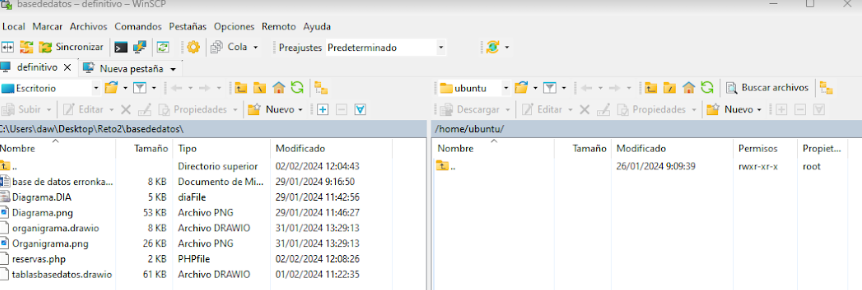 basededatos – definitivo – WinSCP
Local Marcar Archivos Comandos Pestañas Opciones Remoto Ayuda
Sincronizar Cola Preajustes Predeterminado
definitivo Nueva pestaña
Escritorio
Subir Editar Propiedades Nuevo
C:\Users\daw\Desktop\Reto2\basededatos\
Nombre Tamaño Tipo Modificado
.. Directorio superior 02/02/2024 12:04:43
base de datos erronka... 8 KB Documento de Mi... 29/01/2024 9:16:50
Diagrama.DIA 5 KB diaFile 29/01/2024 11:42:56
Diagrama.png 53 KB Archivo PNG 29/01/2024 11:46:27
organigrama.drawio 8 KB Archivo DRAWIO 31/01/2024 13:29:13
Organigrama.png 26 KB Archivo PNG 31/01/2024 13:29:13
reservas.php 2 KB PHPfile 02/02/2024 12:08:26
tablasbasedatos.drawio 61 KB Archivo DRAWIO 01/02/2024 11:22:35
ubuntu Buscar archivos
Descargar Editar Propiedades Nuevo
/home/ubuntu/
Nombre Tamaño Modificado Permisos Propiet...
.. 26/01/2024 9:09:39 rwxr-xr-x root